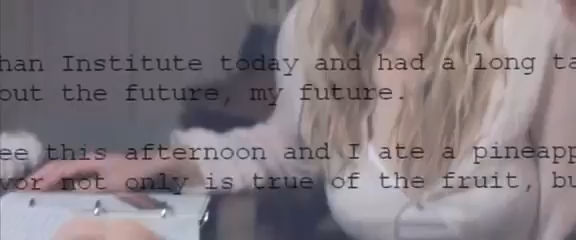 han Institute today and had a long ta
out the future, my future.
ee this afternoon and I ate a pineapp
vor not only is true of the fruit, bu